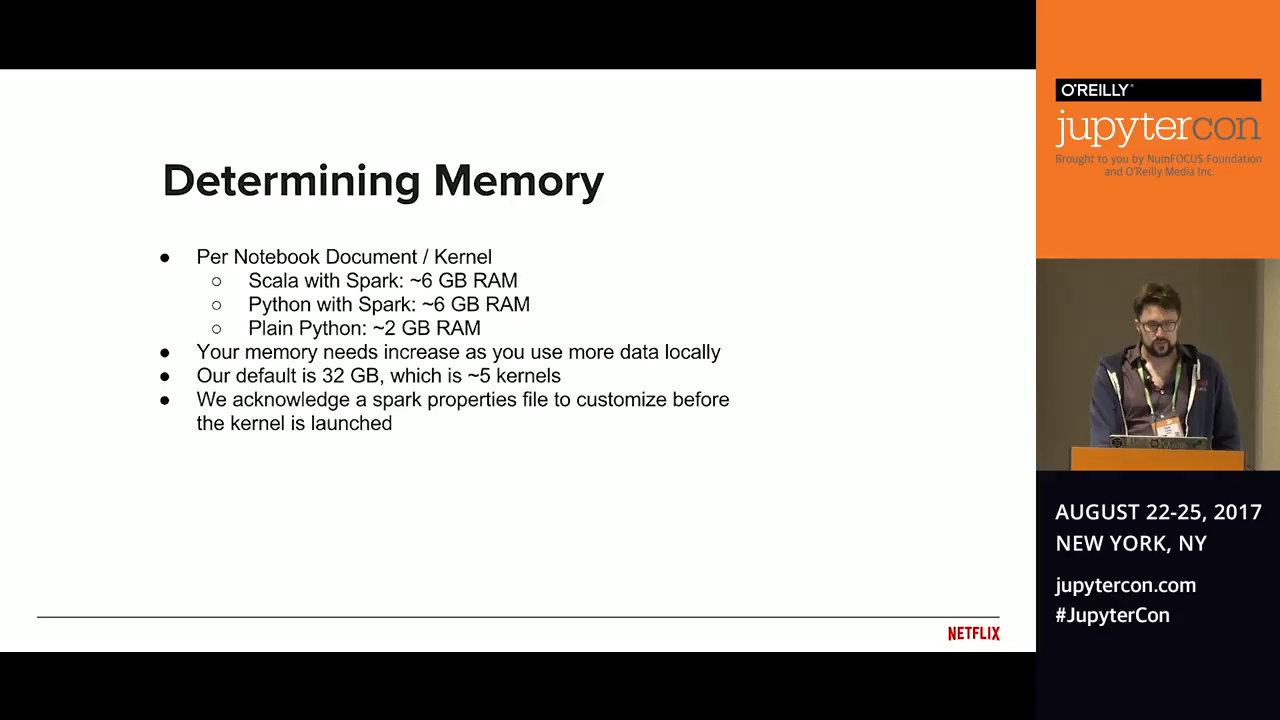 Determining Memory
● Per Notebook Document / Kernel
○ Scala with Spark: ~6 GB RAM
○ Python with Spark: ~6 GB RAM
○ Plain Python: ~2 GB RAM
● Your memory needs increase as you use more data locally
● Our default is 32 GB, which is ~5 kernels
● We acknowledge a spark properties file to customize before
the kernel is launched
NETFLIX
O'REILLY®
jupytercon
Brought to you by NumFOCUS Foundation
and O'Reilly Media Inc.
AUGUST 22-25, 2017
NEW YORK, NY
jupytercon.com
#JupyterCon